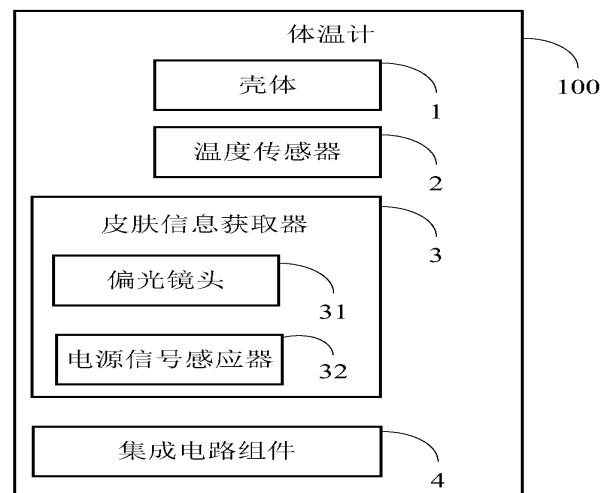 体温计
100
壳体
1
温度传感器
2
皮肤信息获取器
3
偏光镜头
31
电源信号感应器
32
集成电路组件
4